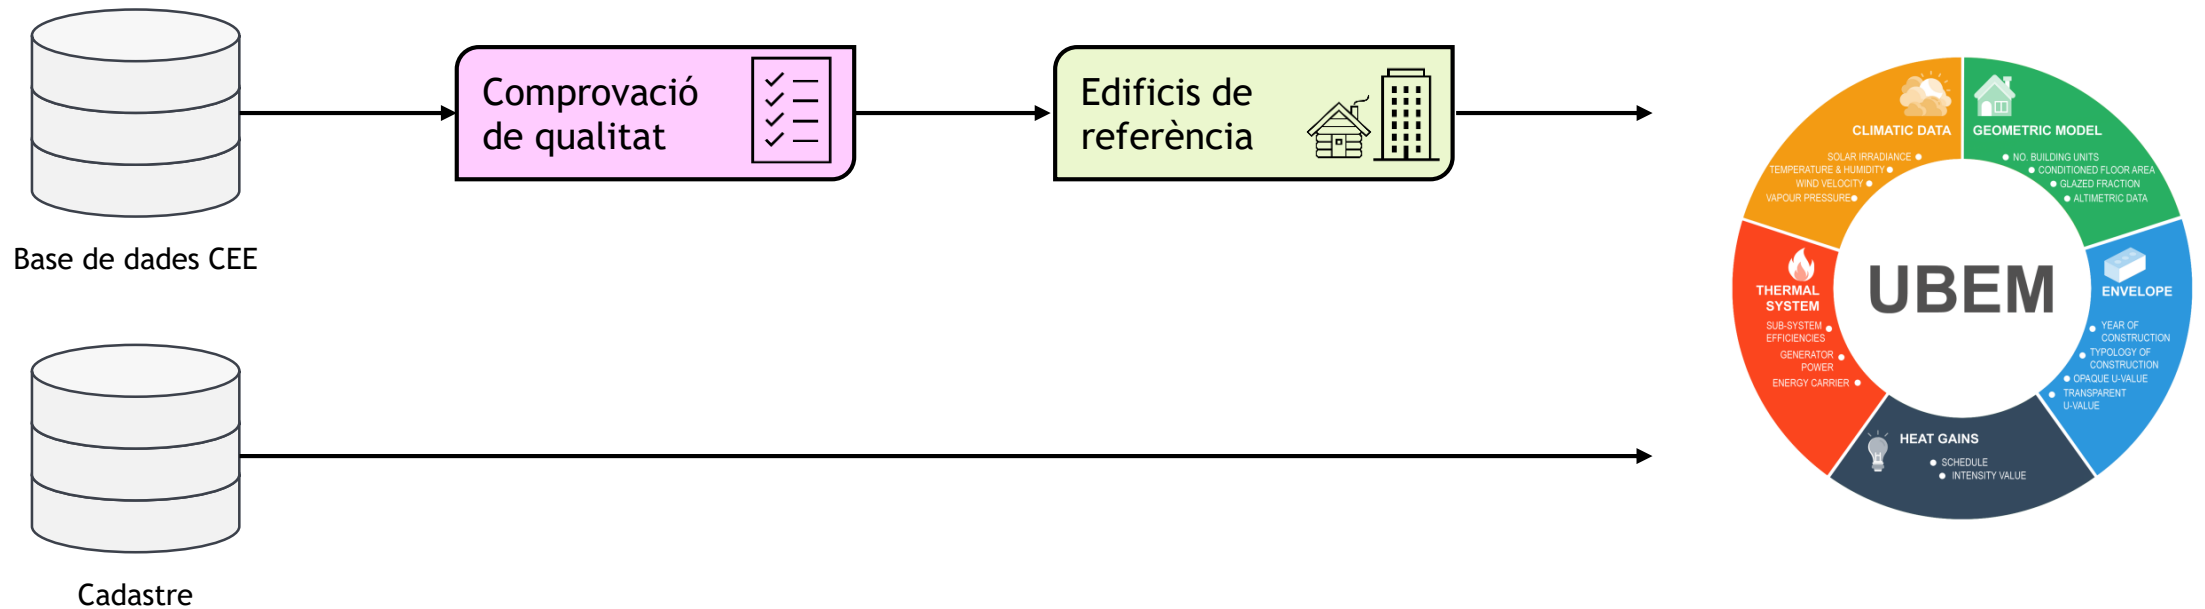 Base de dades CEE
Comprovació
de qualitat
Edificis de
referència
Cadastre
CLIMATIC DATA
SOLAR IRRADIANCE
TEMPERATURE & HUMIDITY
WIND VELOCITY
VAPOUR PRESSURE
GEOMETRIC MODEL
NO. BUILDING UNITS
CONDITIONED FLOOR AREA
GLAZED FRACTION
ALTIMETRIC DATA
THERMAL
SYSTEM
SUB-SYSTEM
EFFICIENCIES
GENERATOR
POWER
ENERGY CARRIER
UBEM
ENVELOPE
YEAR OF
CONSTRUCTION
TYPOLOGY OF
CONSTRUCTION
OPAQUE U-VALUE
TRANSPARENT
U-VALUE
HEAT GAINS
SCHEDULE
INTENSITY VALUE